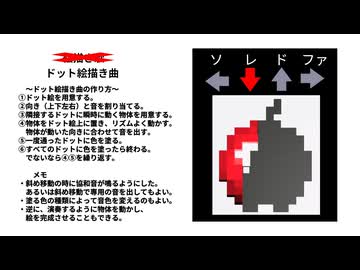 絵描き歌
ドット絵描き曲
～ドット絵描き曲の作り方～
①ドット絵を用意する。
②向き（上下左右）と音を割り当てる。
③隣接するドットに瞬時に動く物体を用意する。
④物体をドット絵上に置き、リズムよく動かす。
物体が動いた向きに合わせて音を出す。
⑤一度通ったドットに色を塗る。
⑥すべてのドットに色を塗ったら終わる。
でないなら④⑤を繰り返す。
メモ
・斜め移動の時に協和音が鳴るようにした。
あるいは斜め移動で専用の音を出してもよい。
・塗る色の種類によって音色を変えるのもよい。
・逆に、演奏するように物体を動かし、
絵を完成させることもできる。
ソ レ ド ファ